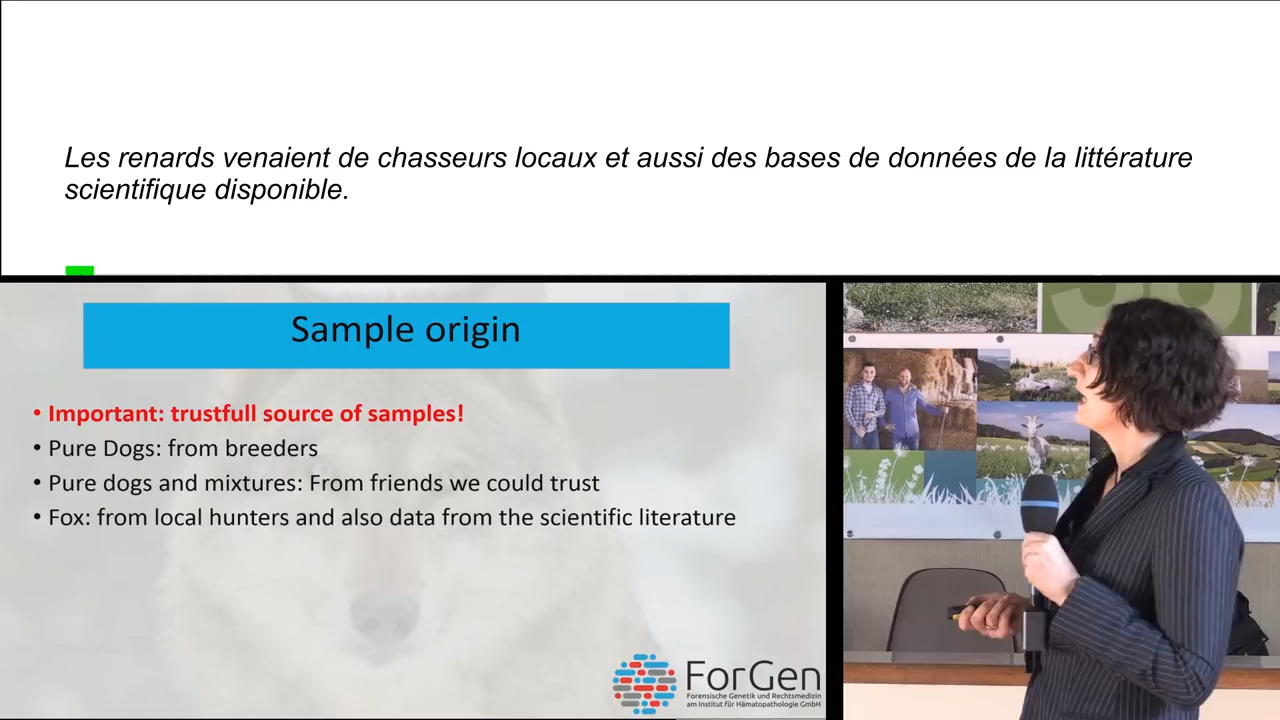 Les renards venaient de chasseurs locaux et aussi des bases de données de la littérature
scientifique disponible.
Sample origin
• Important: trustfull source of samples!
• Pure Dogs: from breeders
• Pure dogs and mixtures: From friends we could trust
• Fox: from local hunters and also data from the scientific literature
ForGen
Forensische Genetik und Rechtsmedizin
am Institut für Hämatopathologie GmbH